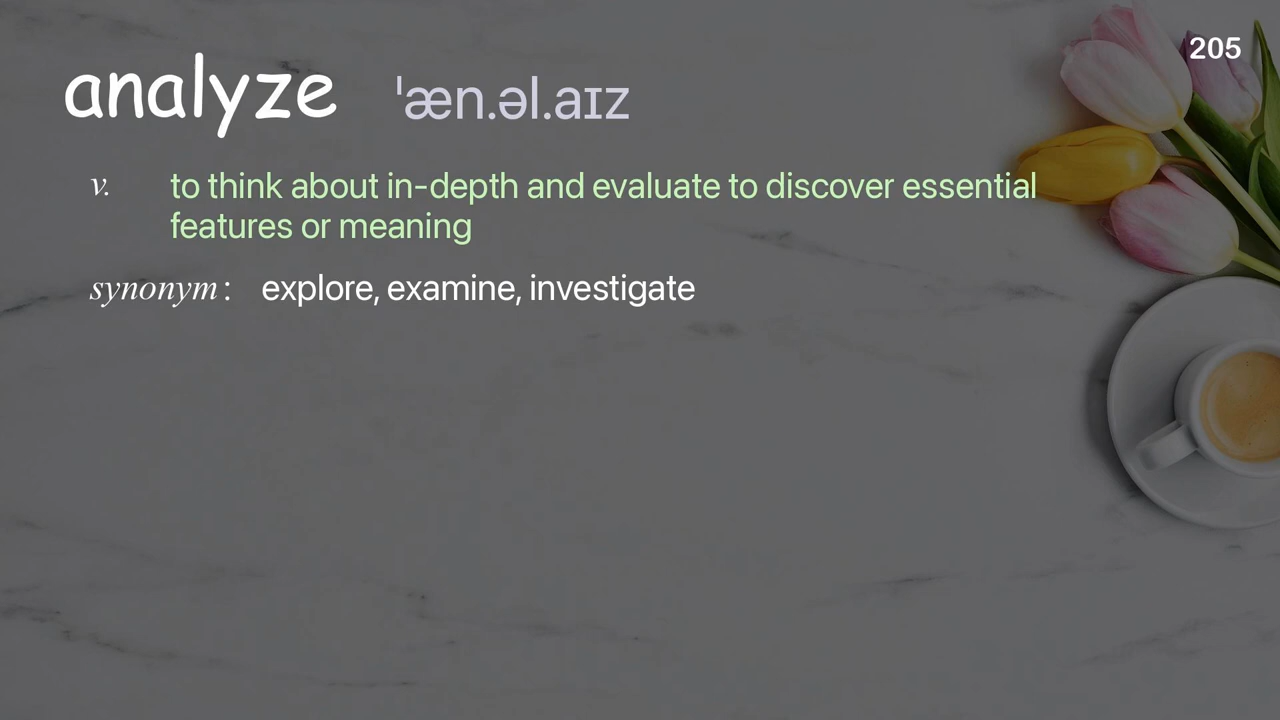 205
analyze ˈæn.əl.aɪz
v. to think about in-depth and evaluate to discover essential
features or meaning
synonym: explore, examine, investigate